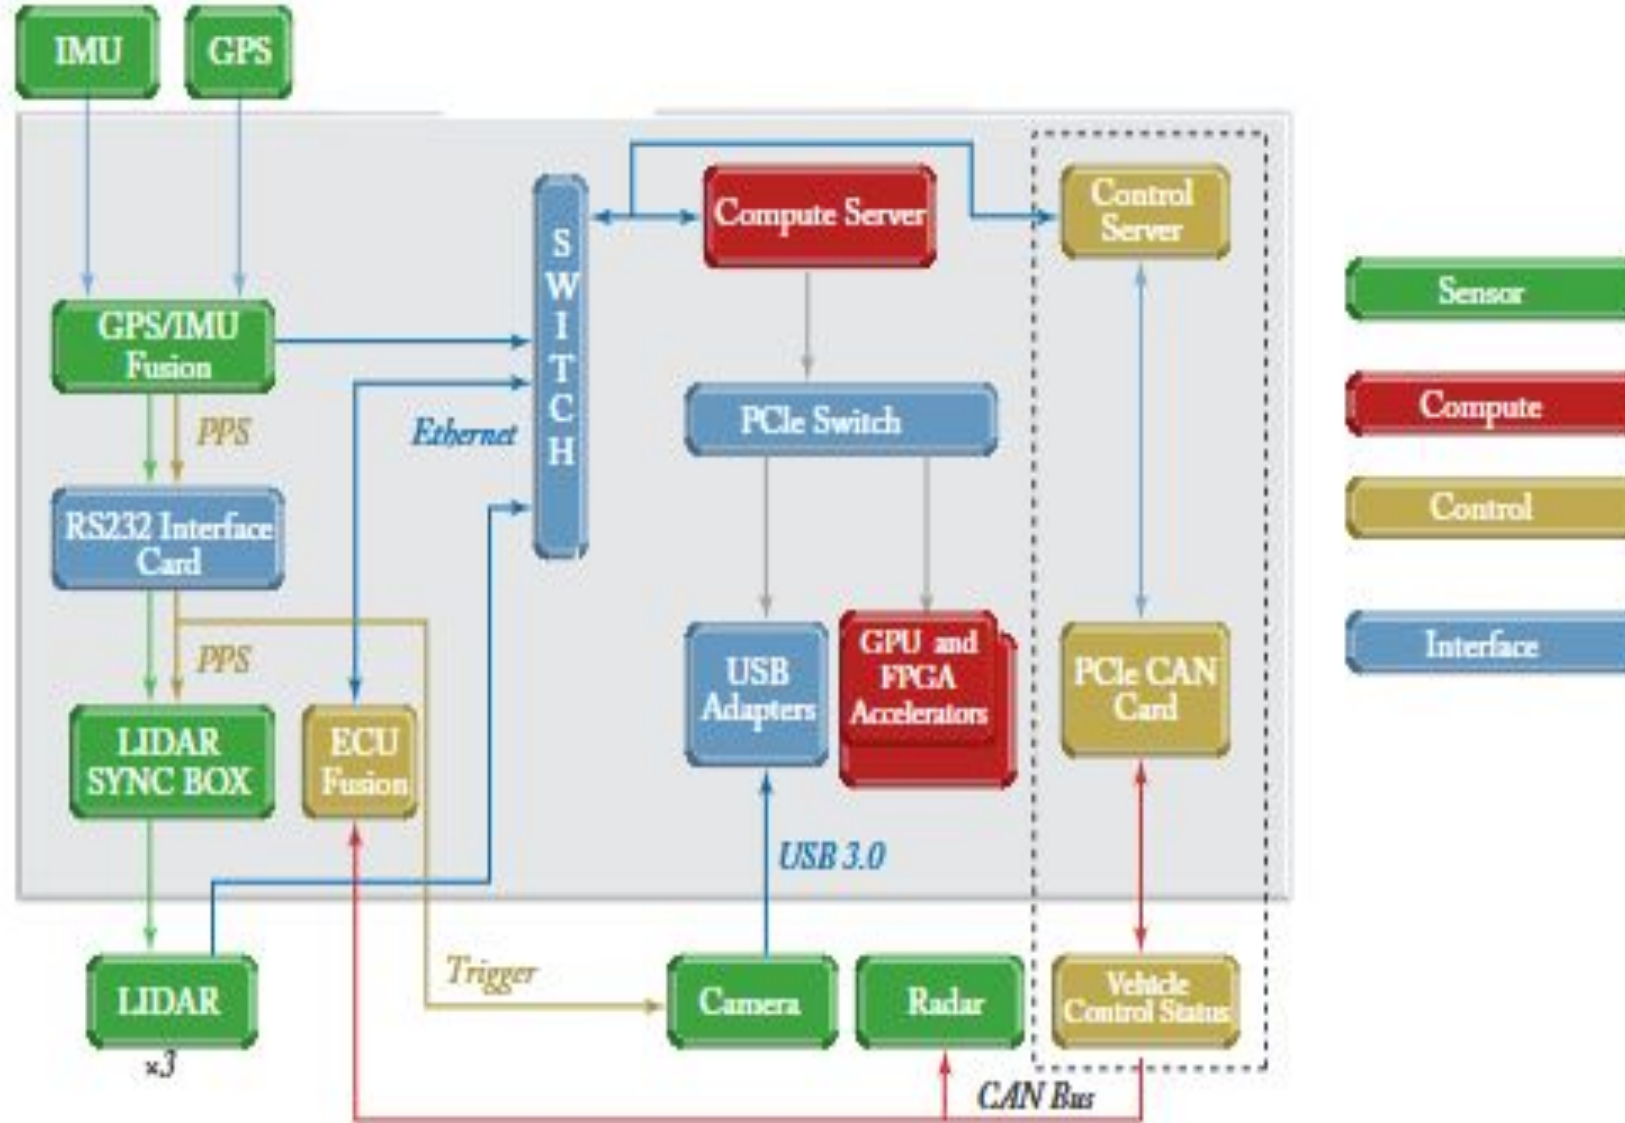 IMU
GPS
Compute Server
Control
Server
SWITCH
Sensor
GPS/IMU
Fusion
PPS
Ethernet
PCIe Switch
Compute
RS232 Interface
Card
Control
PPS
USB
Adapters
GPU and
FPGA
Accelerators
PCIe CAN
Card
Interface
LIDAR
SYNC BOX
ECU
Fusion
USB 3.0
LIDAR
×3
Trigger
Camera
Radar
Vehicle
Control Status
CAN Bus